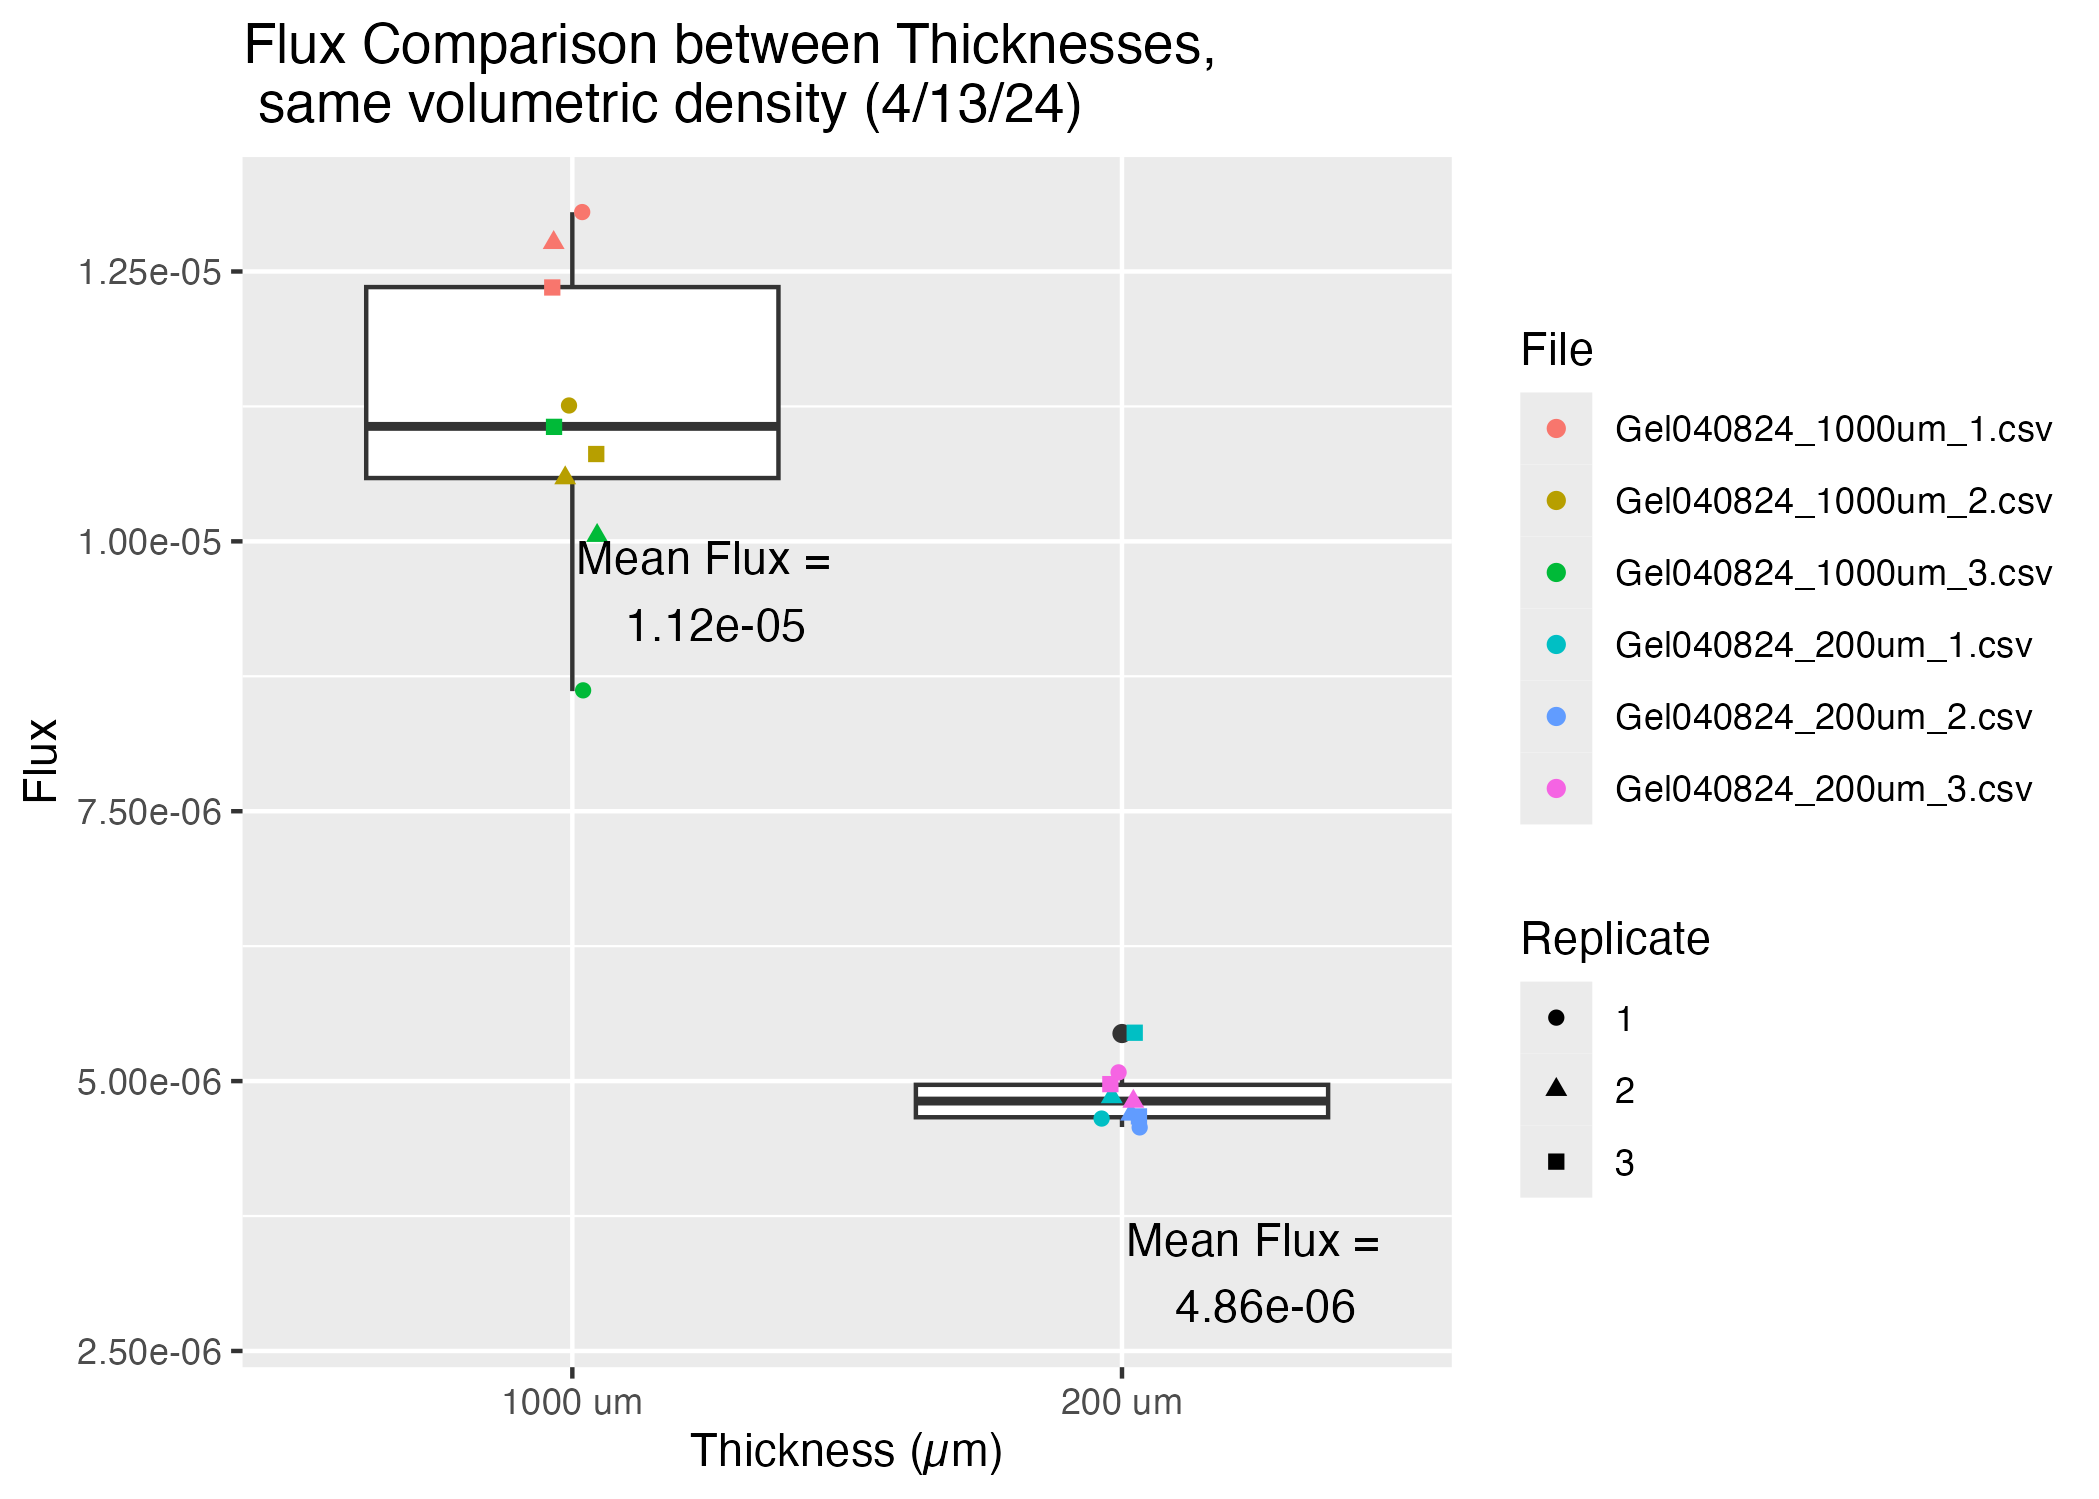 Flux Comparison between Thicknesses,
same volumetric density (4/13/24)
1.25e-05
1.00e-05
7.50e-06
5.00e-06
2.50e-06
Flux
Mean Flux =
1.12e-05
Mean Flux =
4.86e-06
1000 um
200 um
Thickness (µm)
File
Gel040824_1000um_1.csv
Gel040824_1000um_2.csv
Gel040824_1000um_3.csv
Gel040824_200um_1.csv
Gel040824_200um_2.csv
Gel040824_200um_3.csv
Replicate
1
2
3